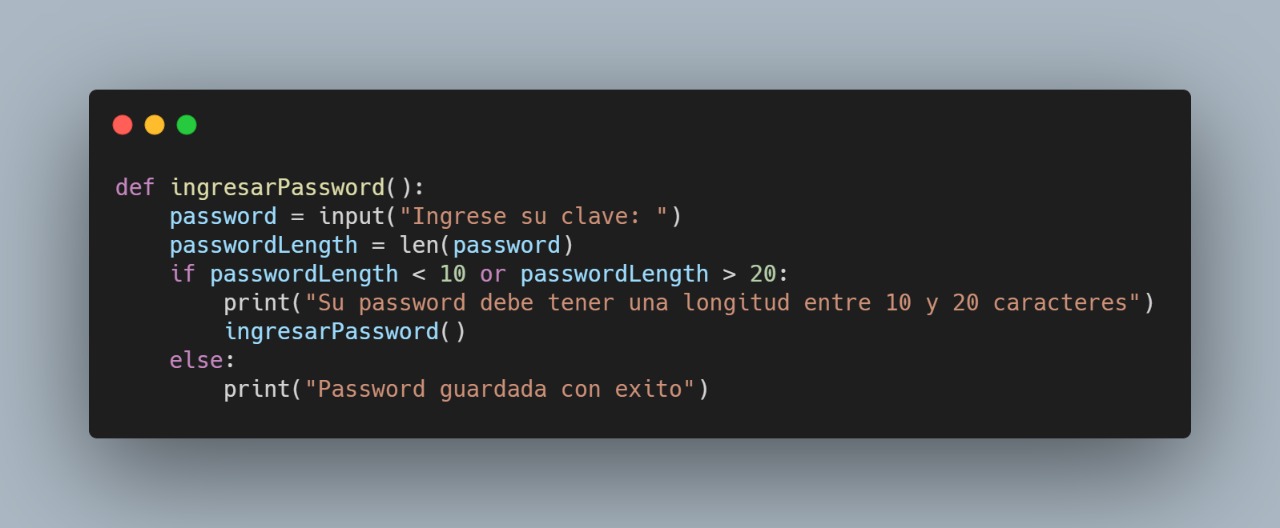 def ingresarPassword():
    password = input("Ingrese su clave: ")
    passwordLength = len(password)
    if passwordLength < 10 or passwordLength > 20:
        print("Su password debe tener una longitud entre 10 y 20 caracteres")
        ingresarPassword()
    else:
        print("Password guardada con exito")